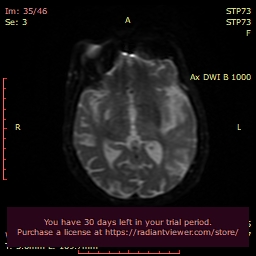 Im: 35/46
Se: 3
A
STP73
STP73
F
Ax DWI B 1000
R
L
You have 30 days left in your trial period.
Purchase a license at https://radiantviewer.com/store/